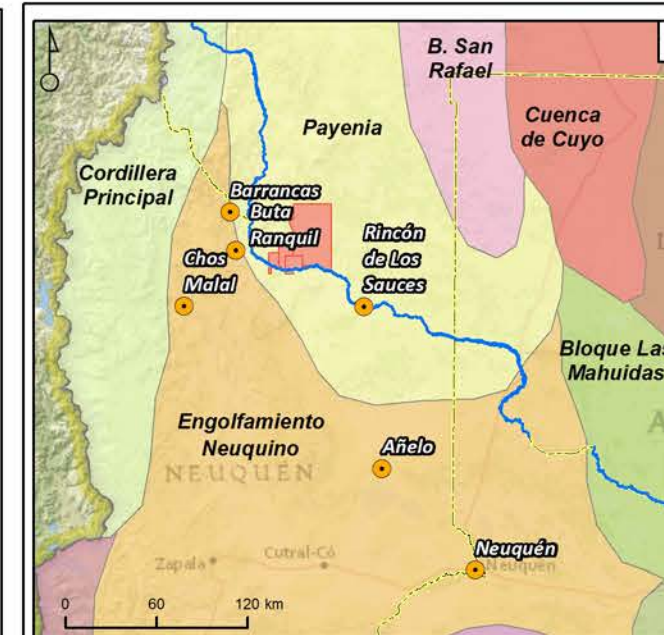 B. San
Rafael
Payenia
Cuenca
de Cuyo
Cordillera
Principal
Barrancas
Buta
Ranquil
Rincón
de Los
Sauces
Chos
Malal
Bloque Las
Mahuidas
Engolfamiento
Neuquino
NEUQUÉN
Añelo
Neuquén
Neuquén
Zapala
Cutral-Có
0 60 120 km